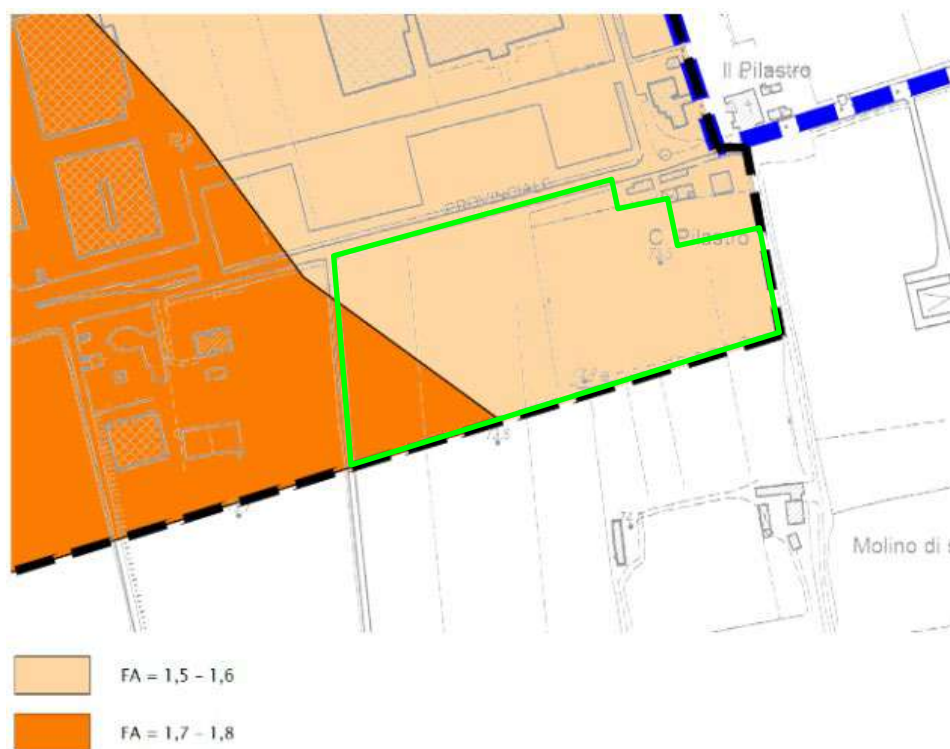 Il Pilastro
PROVINCIALE
C. Pilastro
Molino di s
FA = 1,5 – 1,6
FA = 1,7 – 1,8